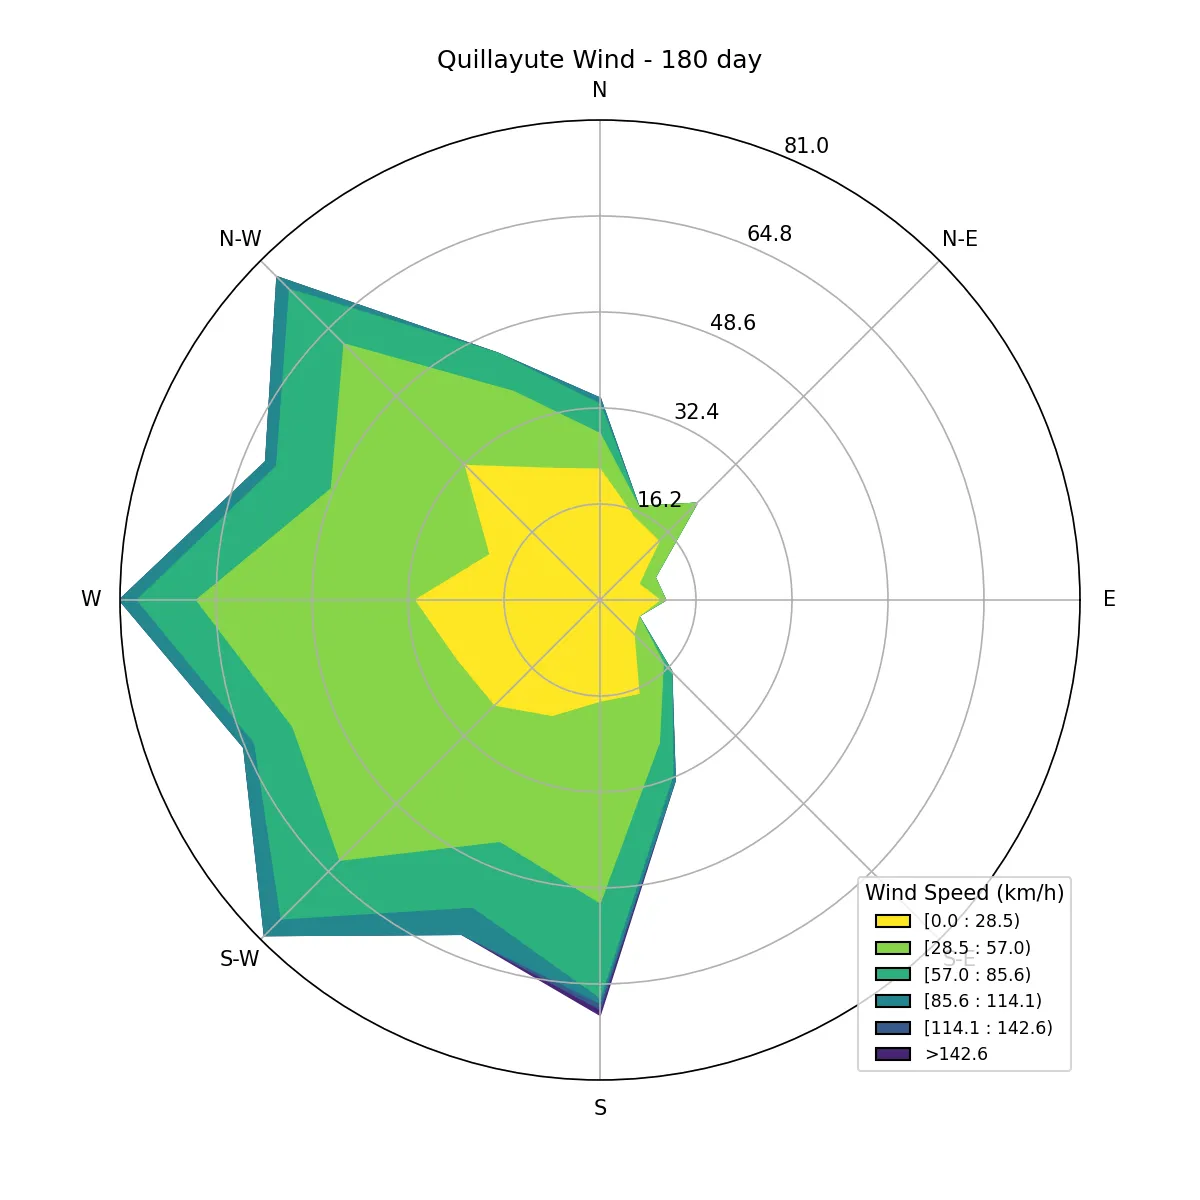 Quillayute Wind - 180 day
N
81.0
64.8
N-W
N-E
48.6
32.4
16.2
W
E
Wind Speed (km/h)
[0.0 : 28.5)
[28.5 : 57.0)
S-W
S-E
[57.0 : 85.6)
[85.6 : 114.1)
[114.1 : 142.6)
>142.6
S